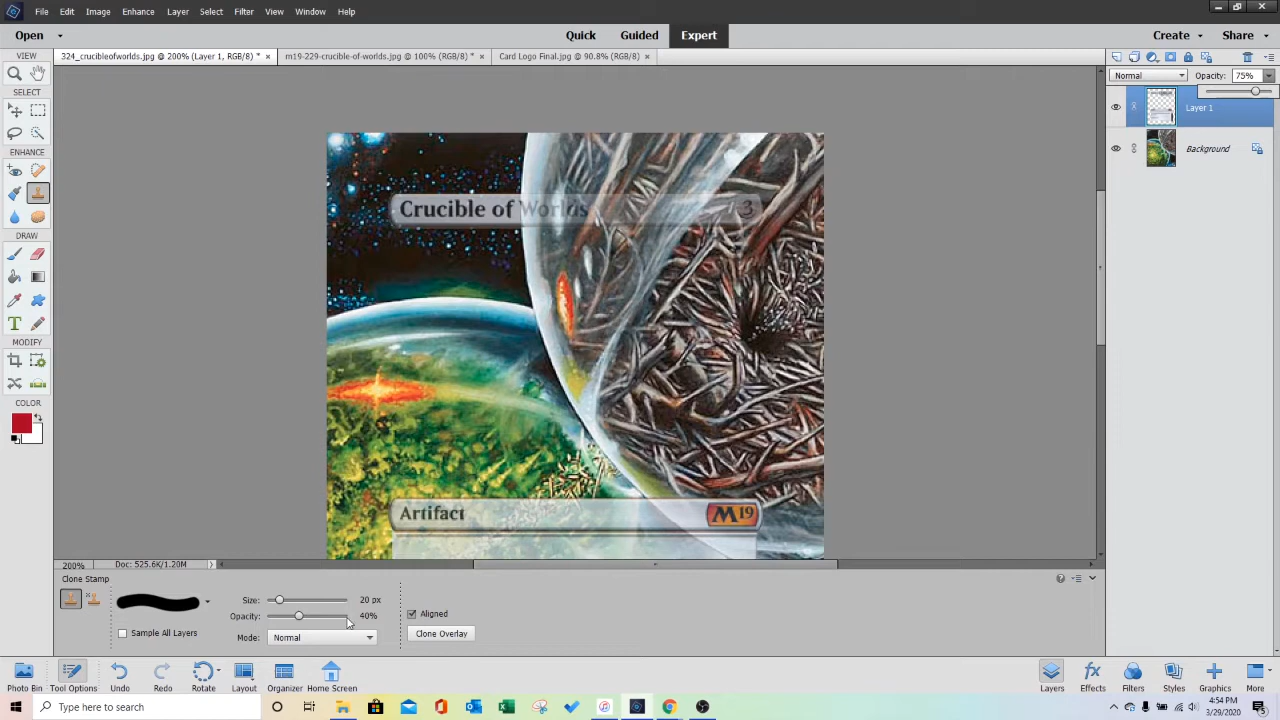 File Edit Image Enhance Layer Select Filter View Window Help
Open Quick Guided Expert Create Share
VIEW
324_crucibleofworlds.jpg @ 200% (Layer 1, RGB/8) * × m19-229-crucible-of-worlds.jpg @ 100% (RGB/8) * × Card Logo Final.jpg @ 90.8% (RGB/8) ×
Normal Opacity: 75%
SELECT
Layer 1
Background
ENHANCE
Crucible of Worlds 3
DRAW
MODIFY
COLOR
Artifact M19
200% Doc: 525.6K/1.20M
Clone Stamp
Size: 20 px
Opacity: 40%
Aligned
Sample All Layers
Mode: Normal
Clone Overlay
Photo Bin Tool Options Undo Redo Rotate Layout Organizer Home Screen Layers Effects Filters Styles Graphics More
Type here to search
4:54 PM
3/29/2020